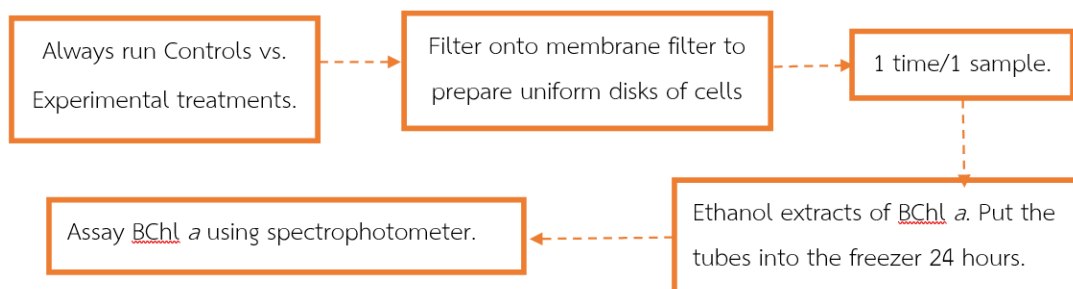 Always run Controls vs.
Experimental treatments.
Filter onto membrane filter to
prepare uniform disks of cells
1 time/1 sample.
Ethanol extracts of BChl a. Put the
tubes into the freezer 24 hours.
Assay BChl a using spectrophotometer.